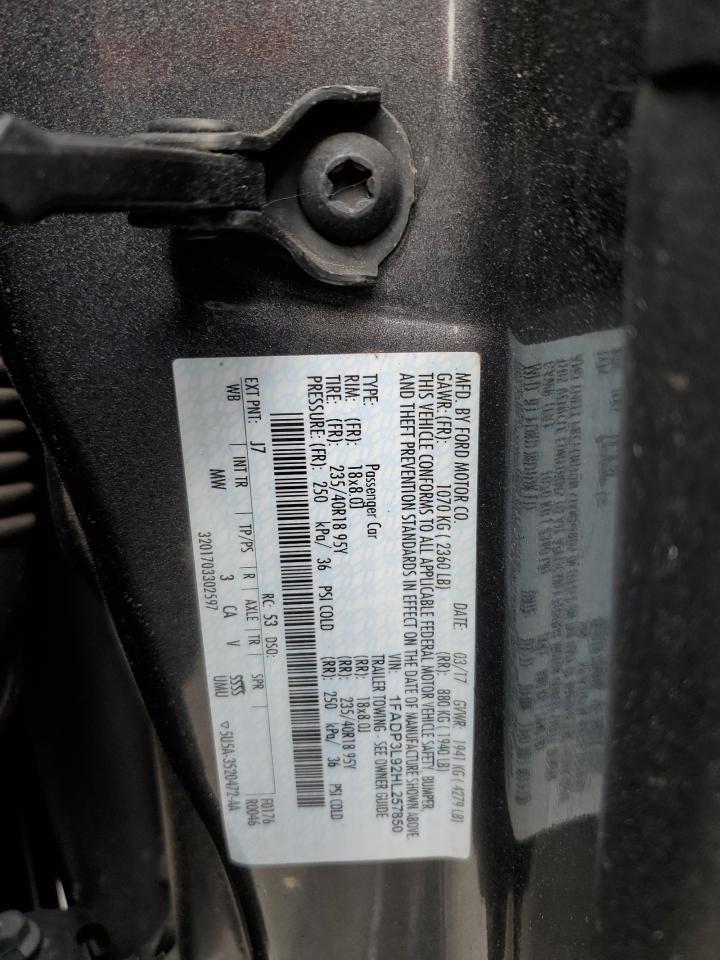 MFD. BY FORD MOTOR CO.
DATE: 03/17 GVWR: 1941 KG ( 4279 LB)
GAWR: (FR): 1070 KG ( 2360 LB) (RR): 880 KG ( 1940 LB)
THIS VEHICLE CONFORMS TO ALL APPLICABLE FEDERAL MOTOR VEHICLE SAFETY, BUMPER,
AND THEFT PREVENTION STANDARDS IN EFFECT ON THE DATE OF MANUFACTURE SHOWN ABOVE.
VIN: 1FADP3L92HL257850
TYPE: Passenger Car TRAILER TOWING - SEE OWNER GUIDE
RIM: (FR): 18x8.0J (RR): 18x8.0J
TIRE: (FR): 235/40R18 95Y (RR): 235/40R18 95Y
PRESSURE: (FR): 250 kPa/ 36 PSI COLD (RR): 250 kPa/ 36 PSI COLD
EXT PNT: J7 RC: 53 DSO: F0176
WB INT TR TP/PS R AXLE TR SPR R0046
MW 3 CA V SSSS
UMU ▽5U5A-3520472-AA
3201703302597